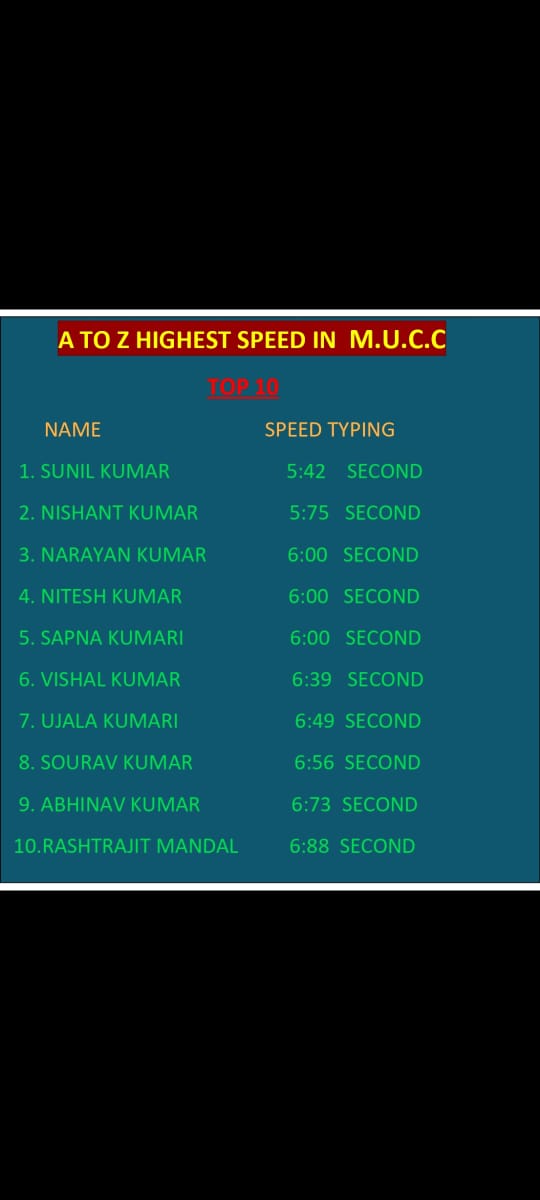 A TO Z HIGHEST SPEED IN M.U.C.C
TOP 10
NAME SPEED TYPING
1. SUNIL KUMAR 5:42 SECOND
2. NISHANT KUMAR 5:75 SECOND
3. NARAYAN KUMAR 6:00 SECOND
4. NITESH KUMAR 6:00 SECOND
5. SAPNA KUMARI 6:00 SECOND
6. VISHAL KUMAR 6:39 SECOND
7. UJALA KUMARI 6:49 SECOND
8. SOURAV KUMAR 6:56 SECOND
9. ABHINAV KUMAR 6:73 SECOND
10.RASHTRAJIT MANDAL 6:88 SECOND